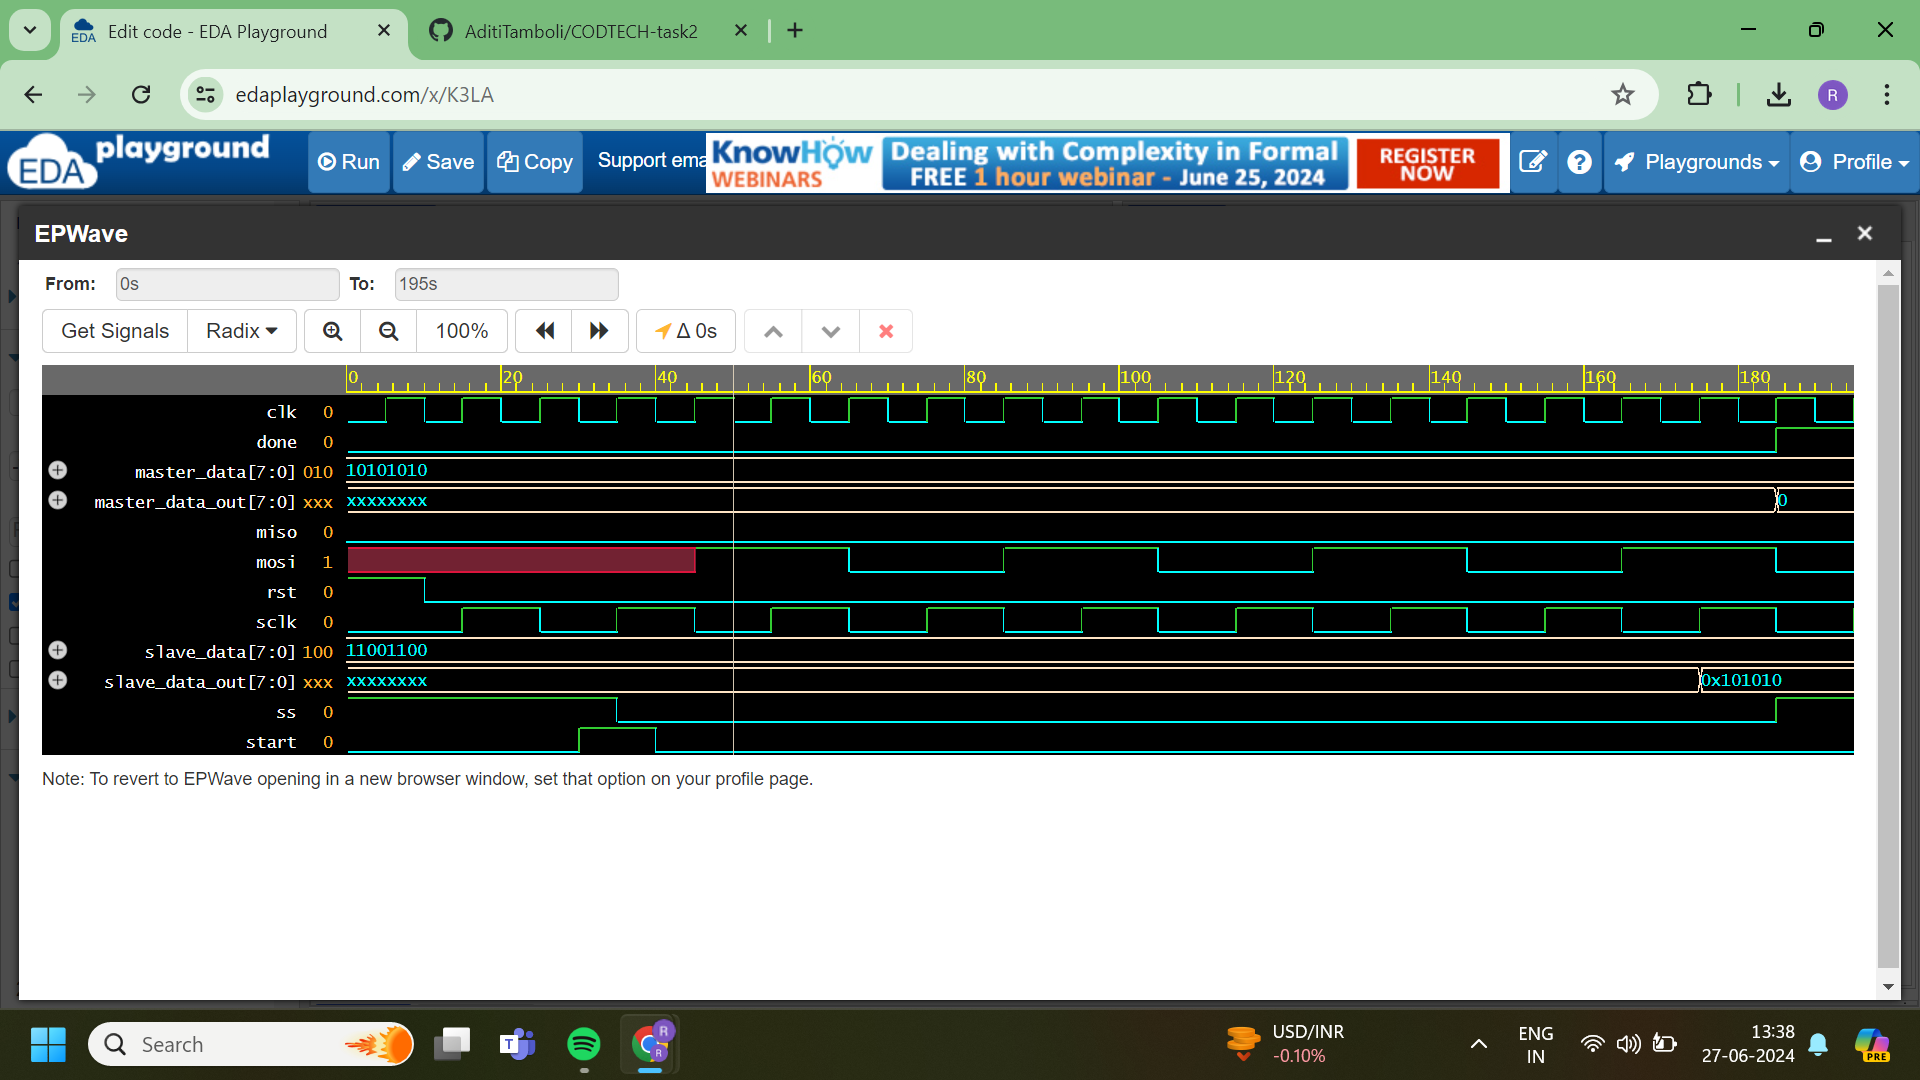 Edit code - EDA Playground
AditiTamboli/CODTECH-task2
edaplayground.com/x/K3LA
R
EDA playground
Run
Save
Copy
Support ema
KnowHow WEBINARS
Dealing with Complexity in Formal
FREE 1 hour webinar - June 25, 2024
REGISTER NOW
Playgrounds
Profile
EPWave
From: 0s To: 195s
Get Signals Radix 100% Δ 0s
0 20 40 60 80 100 120 140 160 180
clk 0
done 0
master_data[7:0] 010 10101010
master_data_out[7:0] xxx xxxxxxxx 0
miso 0
mosi 1
rst 0
sclk 0
slave_data[7:0] 100 11001100
slave_data_out[7:0] xxx xxxxxxxx 0x101010
ss 0
start 0
Note: To revert to EPWave opening in a new browser window, set that option on your profile page.
Search
USD/INR
-0.10%
ENG
IN
13:38
27-06-2024
PRE